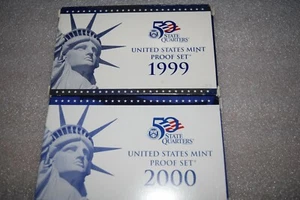 50
STATE
QUARTERS
UNITED STATES MINT
PROOF SET
1999
50
STATE
QUARTERS
UNITED STATES MINT
PROOF SET
2000